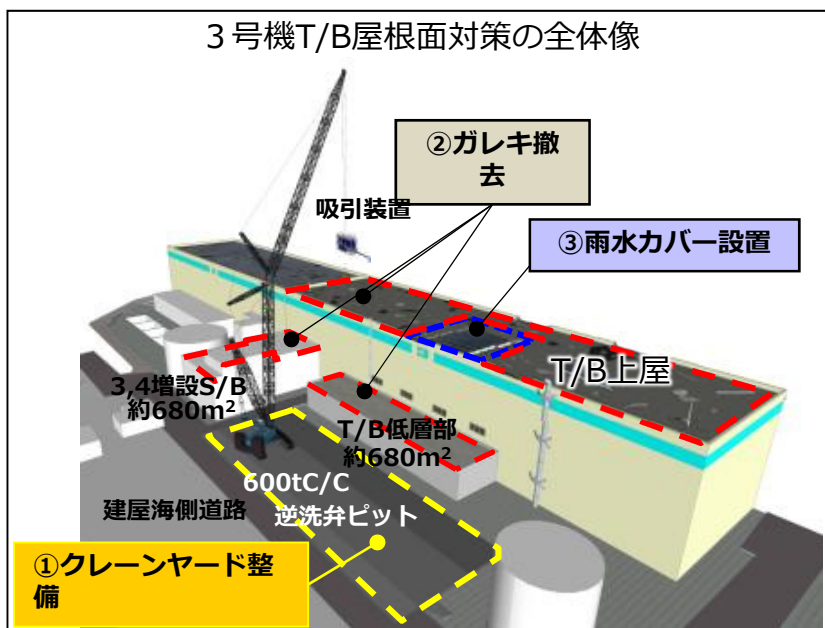 ３号機T/B屋根面対策の全体像
②ガレキ撤
去
吸引装置
③雨水カバー設置
T/B上屋
3,4増設S/B
約680m²
T/B低層部
約680m²
600tC/C
逆洗弁ピット
建屋海側道路
①クレーンヤード整
備